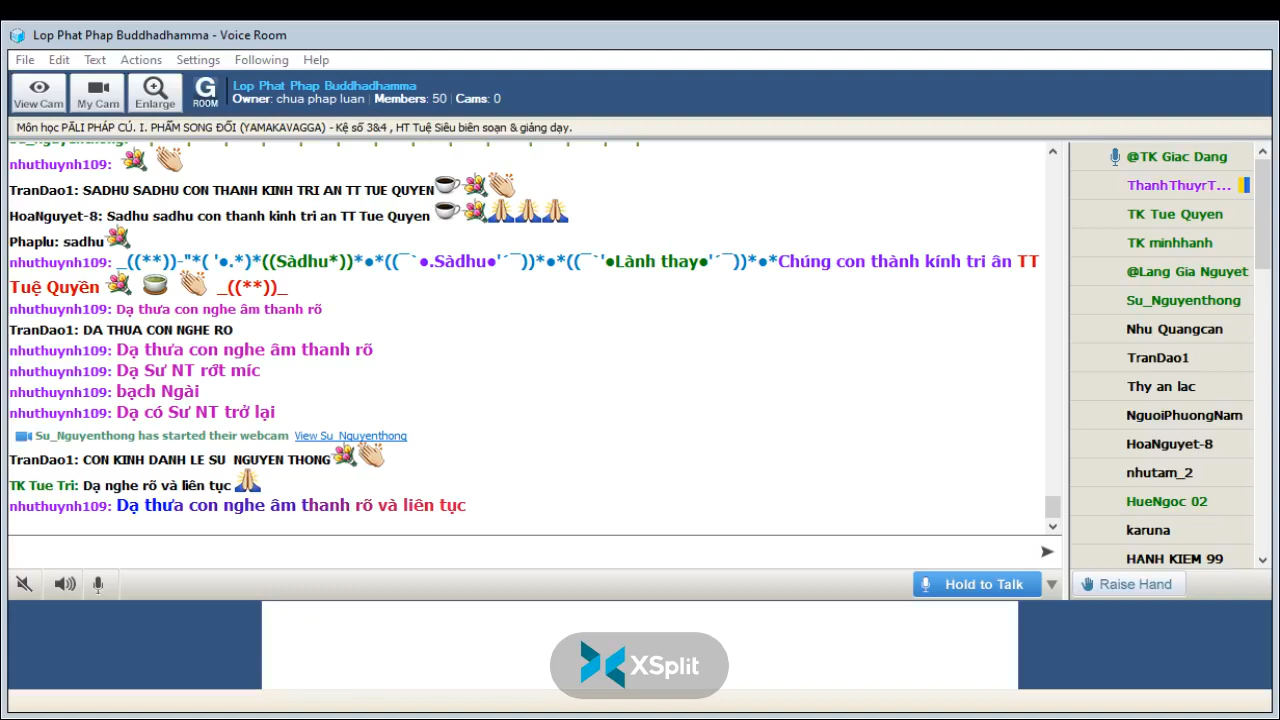 Lop Phat Phap Buddhadhamma - Voice Room
File Edit Text Actions Settings Following Help
View Cam My Cam Enlarge G ROOM
Lop Phat Phap Buddhadhamma
Owner: chua phap luan | Members: 50 | Cams: 0
Môn học PĀLI PHÁP CÚ. I. PHẨM SONG ĐỐI (YAMAKAVAGGA) - Kệ số 3&4 , HT Tuệ Siêu biên soạn & giảng dạy.
nhuthuynh109:
TranDao1: SADHU SADHU CON THANH KINH TRI AN TT TUE QUYEN
HoaNguyet-8: Sadhu sadhu con thanh kinh tri an TT Tue Quyen
Phaplu: sadhu
nhuthuynh109: _((**))-"*( '●.*)*((Sàdhu*))*●*((¯`●.Sàdhu●'´¯))*●*((¯`'●Lành thay●'´¯))*●*Chúng con thành kính tri ân TT
Tuệ Quyền _((**))_
nhuthuynh109: Dạ thưa con nghe âm thanh rõ
TranDao1: DA THUA CON NGHE RO
nhuthuynh109: Dạ thưa con nghe âm thanh rõ
nhuthuynh109: Dạ Sư NT rớt míc
nhuthuynh109: bạch Ngài
nhuthuynh109: Dạ có Sư NT trở lại
Su_Nguyenthong has started their webcam View Su_Nguyenthong
TranDao1: CON KINH DANH LE SU NGUYEN THONG
TK Tue Tri: Dạ nghe rõ và liên tục
nhuthuynh109: Dạ thưa con nghe âm thanh rõ và liên tục
Hold to Talk
@TK Giac Dang
ThanhThuyrT...
TK Tue Quyen
TK minhhanh
@Lang Gia Nguyet
Su_Nguyenthong
Nhu Quangcan
TranDao1
Thy an lac
NguoiPhuongNam
HoaNguyet-8
nhutam_2
HueNgoc 02
karuna
HANH KIEM 99
Raise Hand
XSplit